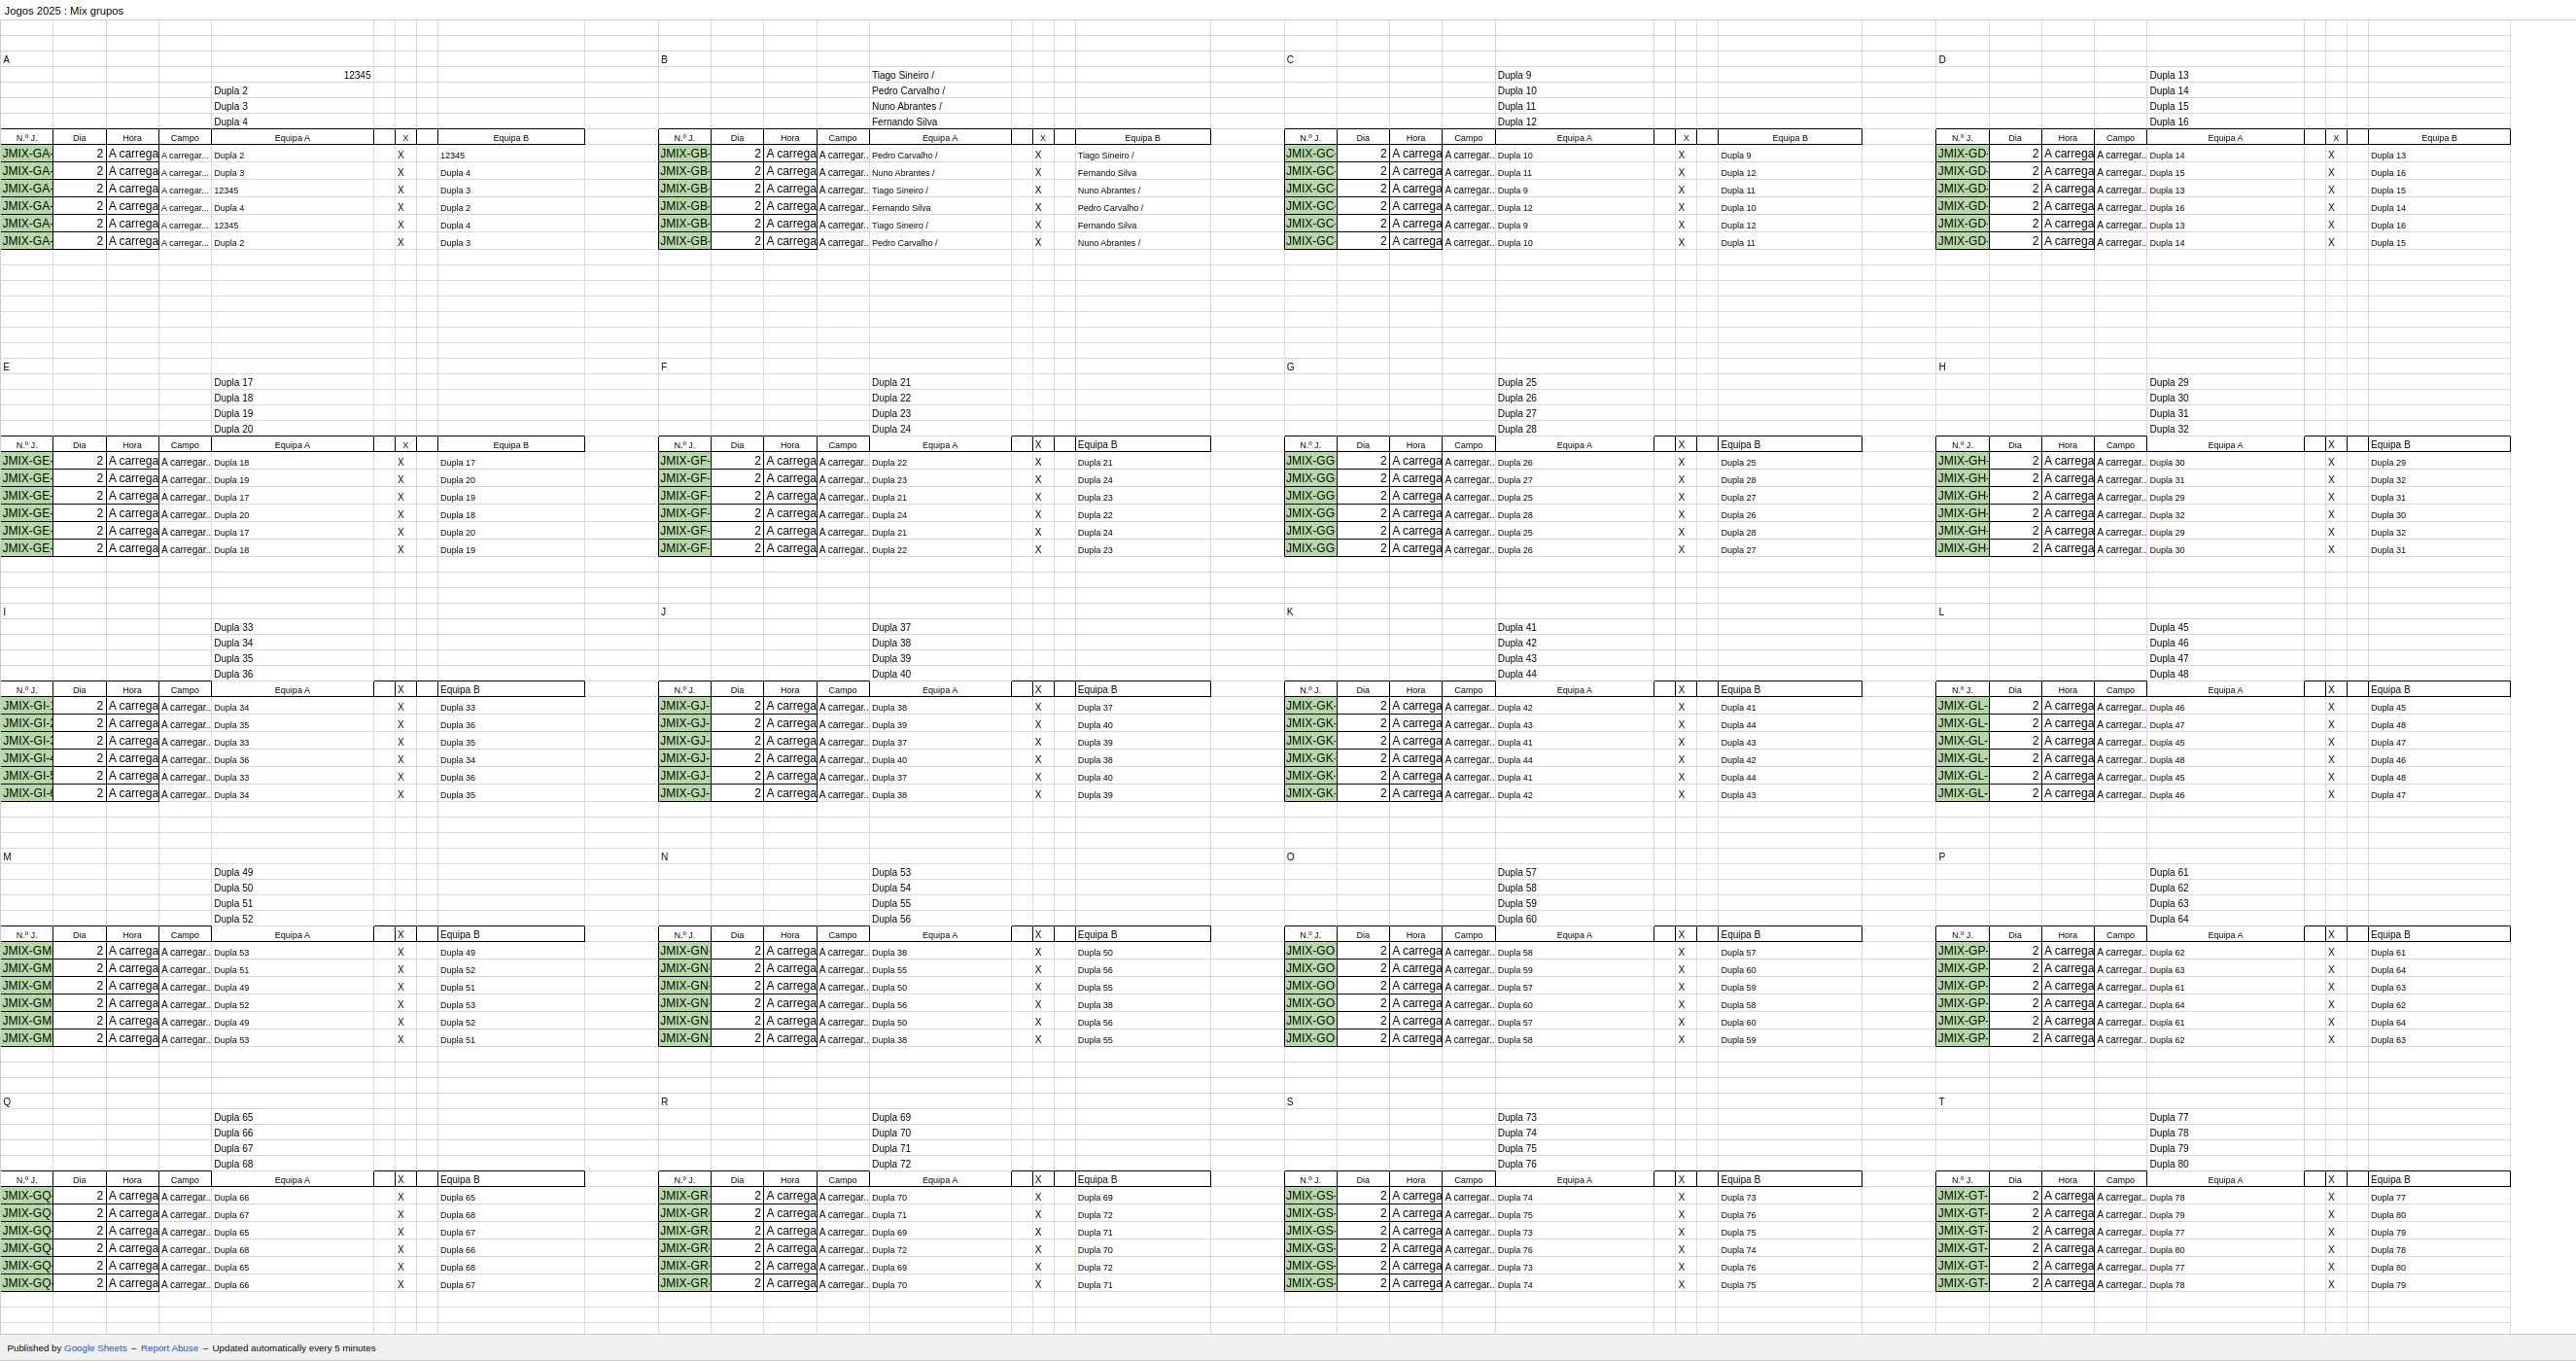 Jogos 2025 : Mix grupos
A B C D
12345 Tiago Sineiro / Dupla 9 Dupla 13
Dupla 2 Pedro Carvalho / Dupla 10 Dupla 14
Dupla 3 Nuno Abrantes / Dupla 11 Dupla 15
Dupla 4 Fernando Silva Dupla 12 Dupla 16
N.º J. Dia Hora Campo Equipa A X Equipa B N.º J. Dia Hora Campo Equipa A X Equipa B N.º J. Dia Hora Campo Equipa A X Equipa B N.º J. Dia Hora Campo Equipa A X Equipa B
JMIX-GA- 2 A carrega A carregar... Dupla 2 X 12345 JMIX-GB- 2 A carrega A carregar.. Pedro Carvalho / X Tiago Sineiro / JMIX-GC- 2 A carrega A carregar.. Dupla 10 X Dupla 9 JMIX-GD- 2 A carrega A carregar.. Dupla 14 X Dupla 13
JMIX-GA- 2 A carrega A carregar... Dupla 3 X Dupla 4 JMIX-GB- 2 A carrega A carregar.. Nuno Abrantes / X Fernando Silva JMIX-GC- 2 A carrega A carregar.. Dupla 11 X Dupla 12 JMIX-GD- 2 A carrega A carregar.. Dupla 15 X Dupla 16
JMIX-GA- 2 A carrega A carregar... 12345 X Dupla 3 JMIX-GB- 2 A carrega A carregar.. Tiago Sineiro / X Nuno Abrantes / JMIX-GC- 2 A carrega A carregar.. Dupla 9 X Dupla 11 JMIX-GD- 2 A carrega A carregar.. Dupla 13 X Dupla 15
JMIX-GA- 2 A carrega A carregar... Dupla 4 X Dupla 2 JMIX-GB- 2 A carrega A carregar.. Fernando Silva X Pedro Carvalho / JMIX-GC- 2 A carrega A carregar.. Dupla 12 X Dupla 10 JMIX-GD- 2 A carrega A carregar.. Dupla 16 X Dupla 14
JMIX-GA- 2 A carrega A carregar... 12345 X Dupla 4 JMIX-GB- 2 A carrega A carregar.. Tiago Sineiro / X Fernando Silva JMIX-GC- 2 A carrega A carregar.. Dupla 9 X Dupla 12 JMIX-GD- 2 A carrega A carregar.. Dupla 13 X Dupla 16
JMIX-GA- 2 A carrega A carregar... Dupla 2 X Dupla 3 JMIX-GB- 2 A carrega A carregar.. Pedro Carvalho / X Nuno Abrantes / JMIX-GC- 2 A carrega A carregar.. Dupla 10 X Dupla 11 JMIX-GD- 2 A carrega A carregar.. Dupla 14 X Dupla 15
E F G H
Dupla 17 Dupla 21 Dupla 25 Dupla 29
Dupla 18 Dupla 22 Dupla 26 Dupla 30
Dupla 19 Dupla 23 Dupla 27 Dupla 31
Dupla 20 Dupla 24 Dupla 28 Dupla 32
N.º J. Dia Hora Campo Equipa A X Equipa B N.º J. Dia Hora Campo Equipa A X Equipa B N.º J. Dia Hora Campo Equipa A X Equipa B N.º J. Dia Hora Campo Equipa A X Equipa B
JMIX-GE- 2 A carrega A carregar.. Dupla 18 X Dupla 17 JMIX-GF- 2 A carrega A carregar.. Dupla 22 X Dupla 21 JMIX-GG 2 A carrega A carregar.. Dupla 26 X Dupla 25 JMIX-GH- 2 A carrega A carregar.. Dupla 30 X Dupla 29
JMIX-GE- 2 A carrega A carregar.. Dupla 19 X Dupla 20 JMIX-GF- 2 A carrega A carregar.. Dupla 23 X Dupla 24 JMIX-GG 2 A carrega A carregar.. Dupla 27 X Dupla 28 JMIX-GH- 2 A carrega A carregar.. Dupla 31 X Dupla 32
JMIX-GE- 2 A carrega A carregar.. Dupla 17 X Dupla 19 JMIX-GF- 2 A carrega A carregar.. Dupla 21 X Dupla 23 JMIX-GG 2 A carrega A carregar.. Dupla 25 X Dupla 27 JMIX-GH- 2 A carrega A carregar.. Dupla 29 X Dupla 31
JMIX-GE- 2 A carrega A carregar.. Dupla 20 X Dupla 18 JMIX-GF- 2 A carrega A carregar.. Dupla 24 X Dupla 22 JMIX-GG 2 A carrega A carregar.. Dupla 28 X Dupla 26 JMIX-GH- 2 A carrega A carregar.. Dupla 32 X Dupla 30
JMIX-GE- 2 A carrega A carregar.. Dupla 17 X Dupla 20 JMIX-GF- 2 A carrega A carregar.. Dupla 21 X Dupla 24 JMIX-GG 2 A carrega A carregar.. Dupla 25 X Dupla 28 JMIX-GH- 2 A carrega A carregar.. Dupla 29 X Dupla 32
JMIX-GE- 2 A carrega A carregar.. Dupla 18 X Dupla 19 JMIX-GF- 2 A carrega A carregar.. Dupla 22 X Dupla 23 JMIX-GG 2 A carrega A carregar.. Dupla 26 X Dupla 27 JMIX-GH- 2 A carrega A carregar.. Dupla 30 X Dupla 31
I J K L
Dupla 33 Dupla 37 Dupla 41 Dupla 45
Dupla 34 Dupla 38 Dupla 42 Dupla 46
Dupla 35 Dupla 39 Dupla 43 Dupla 47
Dupla 36 Dupla 40 Dupla 44 Dupla 48
N.º J. Dia Hora Campo Equipa A X Equipa B N.º J. Dia Hora Campo Equipa A X Equipa B N.º J. Dia Hora Campo Equipa A X Equipa B N.º J. Dia Hora Campo Equipa A X Equipa B
JMIX-GI-1 2 A carrega A carregar.. Dupla 34 X Dupla 33 JMIX-GJ- 2 A carrega A carregar.. Dupla 38 X Dupla 37 JMIX-GK- 2 A carrega A carregar.. Dupla 42 X Dupla 41 JMIX-GL- 2 A carrega A carregar.. Dupla 46 X Dupla 45
JMIX-GI-2 2 A carrega A carregar.. Dupla 35 X Dupla 36 JMIX-GJ- 2 A carrega A carregar.. Dupla 39 X Dupla 40 JMIX-GK- 2 A carrega A carregar.. Dupla 43 X Dupla 44 JMIX-GL- 2 A carrega A carregar.. Dupla 47 X Dupla 48
JMIX-GI-3 2 A carrega A carregar.. Dupla 33 X Dupla 35 JMIX-GJ- 2 A carrega A carregar.. Dupla 37 X Dupla 39 JMIX-GK- 2 A carrega A carregar.. Dupla 41 X Dupla 43 JMIX-GL- 2 A carrega A carregar.. Dupla 45 X Dupla 47
JMIX-GI-4 2 A carrega A carregar.. Dupla 36 X Dupla 34 JMIX-GJ- 2 A carrega A carregar.. Dupla 40 X Dupla 38 JMIX-GK- 2 A carrega A carregar.. Dupla 44 X Dupla 42 JMIX-GL- 2 A carrega A carregar.. Dupla 48 X Dupla 46
JMIX-GI-5 2 A carrega A carregar.. Dupla 33 X Dupla 36 JMIX-GJ- 2 A carrega A carregar.. Dupla 37 X Dupla 40 JMIX-GK- 2 A carrega A carregar.. Dupla 41 X Dupla 44 JMIX-GL- 2 A carrega A carregar.. Dupla 45 X Dupla 48
JMIX-GI-6 2 A carrega A carregar.. Dupla 34 X Dupla 35 JMIX-GJ- 2 A carrega A carregar.. Dupla 38 X Dupla 39 JMIX-GK- 2 A carrega A carregar.. Dupla 42 X Dupla 43 JMIX-GL- 2 A carrega A carregar.. Dupla 46 X Dupla 47
M N O P
Dupla 49 Dupla 53 Dupla 57 Dupla 61
Dupla 50 Dupla 54 Dupla 58 Dupla 62
Dupla 51 Dupla 55 Dupla 59 Dupla 63
Dupla 52 Dupla 56 Dupla 60 Dupla 64
N.º J. Dia Hora Campo Equipa A X Equipa B N.º J. Dia Hora Campo Equipa A X Equipa B N.º J. Dia Hora Campo Equipa A X Equipa B N.º J. Dia Hora Campo Equipa A X Equipa B
JMIX-GM 2 A carrega A carregar.. Dupla 53 X Dupla 49 JMIX-GN- 2 A carrega A carregar.. Dupla 38 X Dupla 50 JMIX-GO 2 A carrega A carregar.. Dupla 58 X Dupla 57 JMIX-GP- 2 A carrega A carregar.. Dupla 62 X Dupla 61
JMIX-GM 2 A carrega A carregar.. Dupla 51 X Dupla 52 JMIX-GN- 2 A carrega A carregar.. Dupla 55 X Dupla 56 JMIX-GO 2 A carrega A carregar.. Dupla 59 X Dupla 60 JMIX-GP- 2 A carrega A carregar.. Dupla 63 X Dupla 64
JMIX-GM 2 A carrega A carregar.. Dupla 49 X Dupla 51 JMIX-GN- 2 A carrega A carregar.. Dupla 50 X Dupla 55 JMIX-GO 2 A carrega A carregar.. Dupla 57 X Dupla 59 JMIX-GP- 2 A carrega A carregar.. Dupla 61 X Dupla 63
JMIX-GM 2 A carrega A carregar.. Dupla 52 X Dupla 53 JMIX-GN- 2 A carrega A carregar.. Dupla 56 X Dupla 38 JMIX-GO 2 A carrega A carregar.. Dupla 60 X Dupla 58 JMIX-GP- 2 A carrega A carregar.. Dupla 64 X Dupla 62
JMIX-GM 2 A carrega A carregar.. Dupla 49 X Dupla 52 JMIX-GN- 2 A carrega A carregar.. Dupla 50 X Dupla 56 JMIX-GO 2 A carrega A carregar.. Dupla 57 X Dupla 60 JMIX-GP- 2 A carrega A carregar.. Dupla 61 X Dupla 64
JMIX-GM 2 A carrega A carregar.. Dupla 53 X Dupla 51 JMIX-GN- 2 A carrega A carregar.. Dupla 38 X Dupla 55 JMIX-GO 2 A carrega A carregar.. Dupla 58 X Dupla 59 JMIX-GP- 2 A carrega A carregar.. Dupla 62 X Dupla 63
Q R S T
Dupla 65 Dupla 69 Dupla 73 Dupla 77
Dupla 66 Dupla 70 Dupla 74 Dupla 78
Dupla 67 Dupla 71 Dupla 75 Dupla 79
Dupla 68 Dupla 72 Dupla 76 Dupla 80
N.º J. Dia Hora Campo Equipa A X Equipa B N.º J. Dia Hora Campo Equipa A X Equipa B N.º J. Dia Hora Campo Equipa A X Equipa B N.º J. Dia Hora Campo Equipa A X Equipa B
JMIX-GQ- 2 A carrega A carregar.. Dupla 66 X Dupla 65 JMIX-GR- 2 A carrega A carregar.. Dupla 70 X Dupla 69 JMIX-GS- 2 A carrega A carregar.. Dupla 74 X Dupla 73 JMIX-GT- 2 A carrega A carregar.. Dupla 78 X Dupla 77
JMIX-GQ- 2 A carrega A carregar.. Dupla 67 X Dupla 68 JMIX-GR- 2 A carrega A carregar.. Dupla 71 X Dupla 72 JMIX-GS- 2 A carrega A carregar.. Dupla 75 X Dupla 76 JMIX-GT- 2 A carrega A carregar.. Dupla 79 X Dupla 80
JMIX-GQ- 2 A carrega A carregar.. Dupla 65 X Dupla 67 JMIX-GR- 2 A carrega A carregar.. Dupla 69 X Dupla 71 JMIX-GS- 2 A carrega A carregar.. Dupla 73 X Dupla 75 JMIX-GT- 2 A carrega A carregar.. Dupla 77 X Dupla 79
JMIX-GQ- 2 A carrega A carregar.. Dupla 68 X Dupla 66 JMIX-GR- 2 A carrega A carregar.. Dupla 72 X Dupla 70 JMIX-GS- 2 A carrega A carregar.. Dupla 76 X Dupla 74 JMIX-GT- 2 A carrega A carregar.. Dupla 80 X Dupla 78
JMIX-GQ- 2 A carrega A carregar.. Dupla 65 X Dupla 68 JMIX-GR- 2 A carrega A carregar.. Dupla 69 X Dupla 72 JMIX-GS- 2 A carrega A carregar.. Dupla 73 X Dupla 76 JMIX-GT- 2 A carrega A carregar.. Dupla 77 X Dupla 80
JMIX-GQ- 2 A carrega A carregar.. Dupla 66 X Dupla 67 JMIX-GR- 2 A carrega A carregar.. Dupla 70 X Dupla 71 JMIX-GS- 2 A carrega A carregar.. Dupla 74 X Dupla 75 JMIX-GT- 2 A carrega A carregar.. Dupla 78 X Dupla 79
Published by Google Sheets – Report Abuse – Updated automatically every 5 minutes